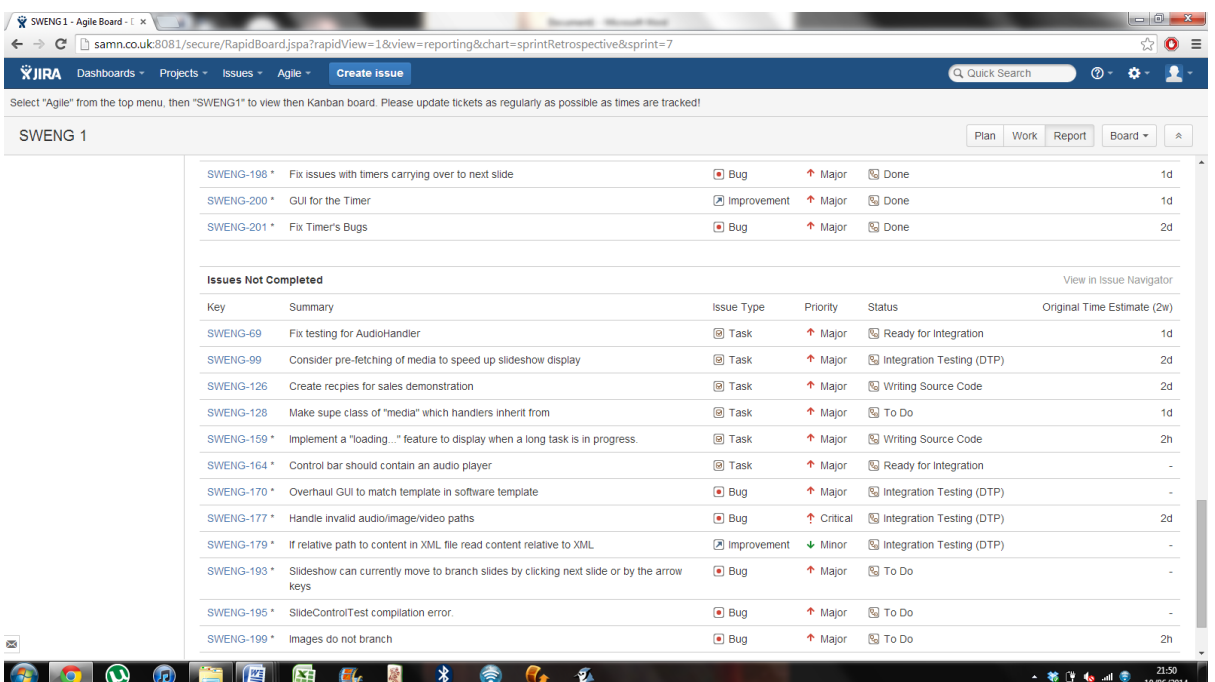 SWENG 1 - Agile Board - [
Document1 - Microsoft Word
samn.co.uk:8081/secure/RapidBoard.jspa?rapidView=1&view=reporting&chart=sprintRetrospective&sprint=7
JIRA Dashboards Projects Issues Agile Create issue Quick Search
Select "Agile" from the top menu, then "SWENG1" to view then Kanban board. Please update tickets as regularly as possible as times are tracked!
SWENG 1 Plan Work Report Board
SWENG-198 * Fix issues with timers carrying over to next slide Bug Major Done 1d
SWENG-200 * GUI for the Timer Improvement Major Done 1d
SWENG-201 * Fix Timer's Bugs Bug Major Done 2d
Issues Not Completed View in Issue Navigator
Key Summary Issue Type Priority Status Original Time Estimate (2w)
SWENG-69 Fix testing for AudioHandler Task Major Ready for Integration 1d
SWENG-99 Consider pre-fetching of media to speed up slideshow display Task Major Integration Testing (DTP) 2d
SWENG-126 Create recpies for sales demonstration Task Major Writing Source Code 2d
SWENG-128 Make supe class of "media" which handlers inherit from Task Major To Do 1d
SWENG-159 * Implement a "loading..." feature to display when a long task is in progress. Task Major Writing Source Code 2h
SWENG-164 * Control bar should contain an audio player Task Major Ready for Integration -
SWENG-170 * Overhaul GUI to match template in software template Bug Major Integration Testing (DTP) -
SWENG-177 * Handle invalid audio/image/video paths Bug Critical Integration Testing (DTP) 2d
SWENG-179 * If relative path to content in XML file read content relative to XML Improvement Minor Integration Testing (DTP) -
SWENG-193 * Slideshow can currently move to branch slides by clicking next slide or by the arrow Bug Major To Do -
keys
SWENG-195 * SlideControlTest compilation error. Bug Major To Do -
SWENG-199 * Images do not branch Bug Major To Do 2h
21:50